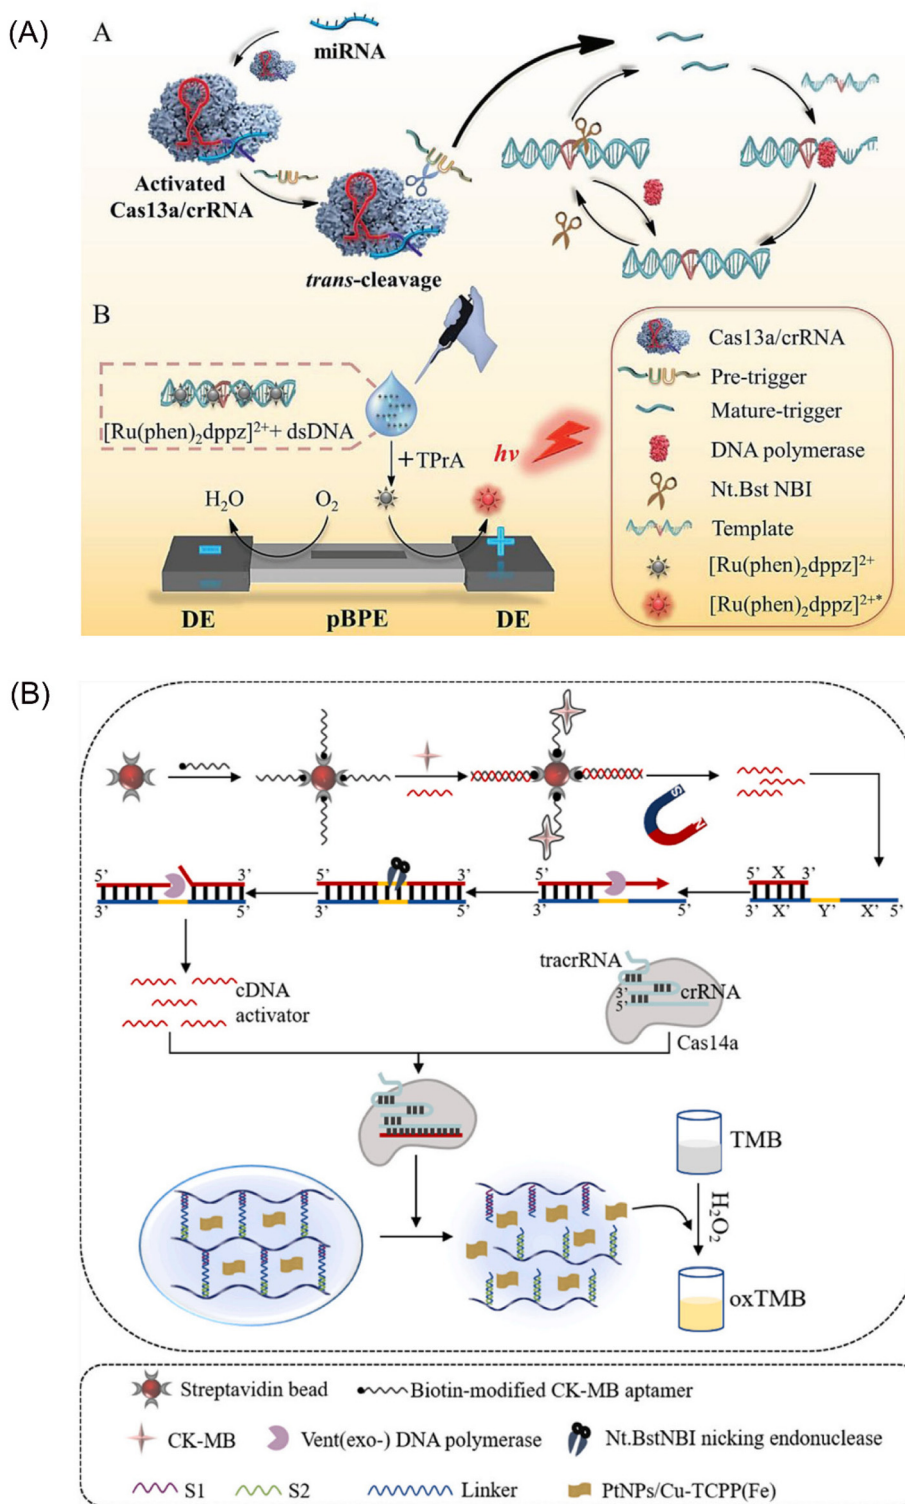 (A)
A
miRNA
Activated
Cas13a/crRNA
trans-cleavage
B
[Ru(phen)₂dppz]²⁺+ dsDNA
+TPrA
hv
H₂O
O₂
DE
pBPE
DE
Cas13a/crRNA
Pre-trigger
Mature-trigger
DNA polymerase
Nt.Bst NBI
Template
[Ru(phen)₂dppz]²⁺
[Ru(phen)₂dppz]²⁺*
(B)
S
N
5' 3'
3' 5'
5' 3'
3' 5'
5'
3' 5'
5' X 3'
3' X' Y' X' 5'
cDNA
activator
tracrRNA
3'
5'
crRNA
Cas14a
TMB
H₂O₂
oxTMB
Streptavidin bead
Biotin-modified CK-MB aptamer
CK-MB
Vent(exo-) DNA polymerase
Nt.BstNBI nicking endonuclease
S1
S2
Linker
PtNPs/Cu-TCPP(Fe)